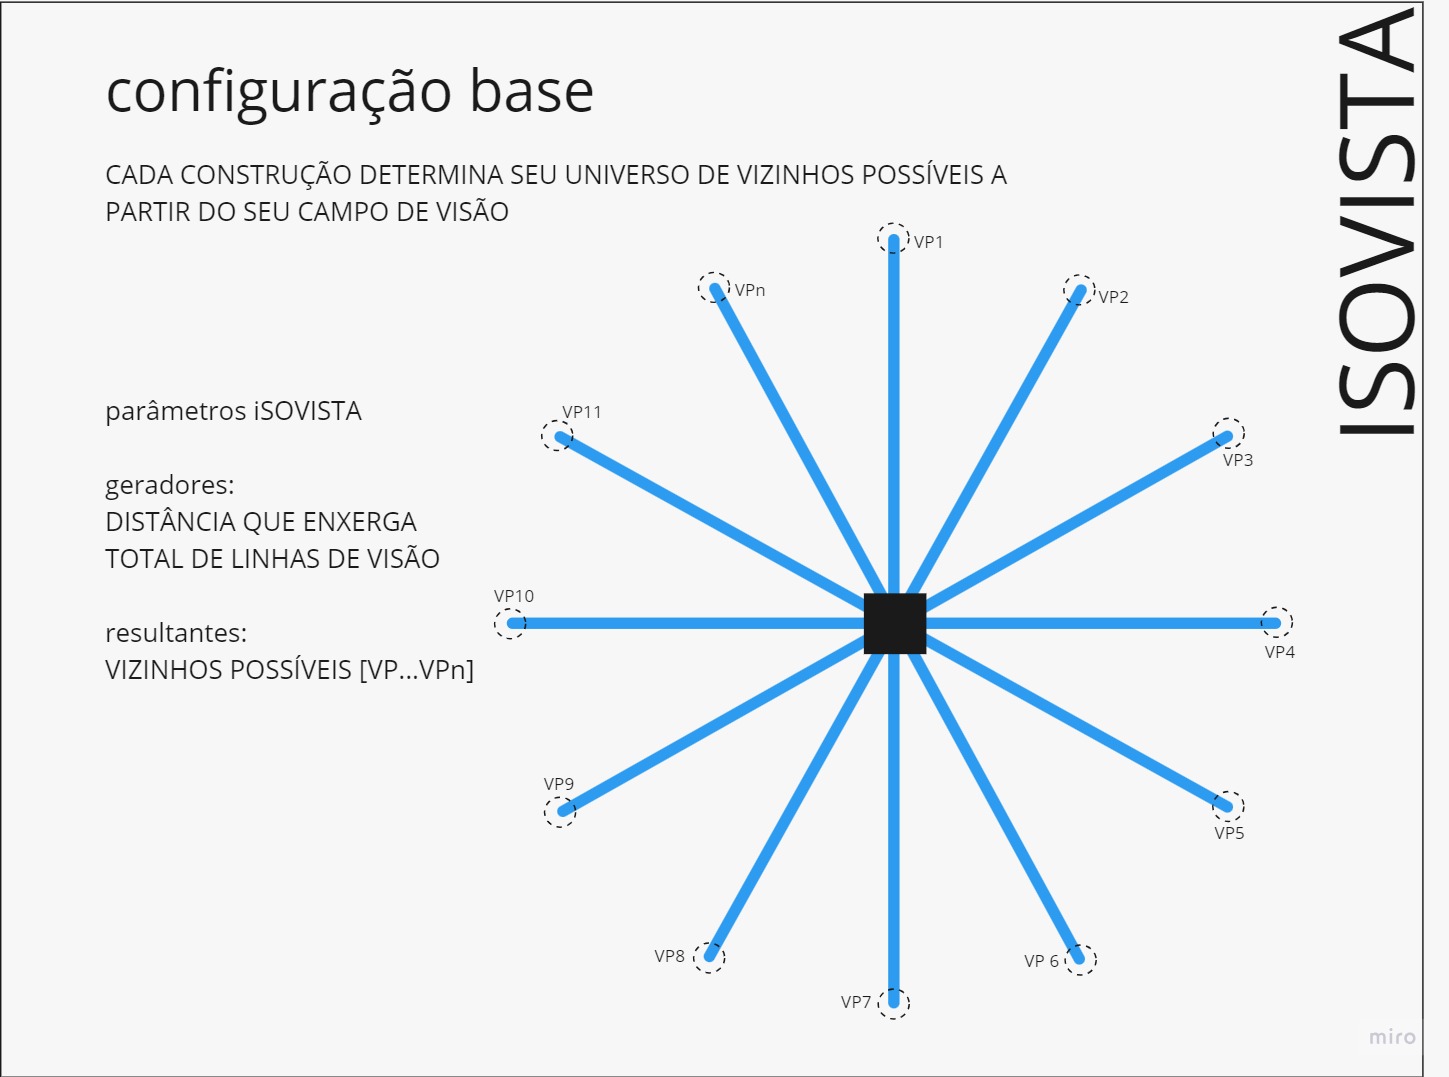 configuração base
CADA CONSTRUÇÃO DETERMINA SEU UNIVERSO DE VIZINHOS POSSÍVEIS A
PARTIR DO SEU CAMPO DE VISÃO
ISOVISTA
parâmetros iSOVISTA
geradores:
DISTÂNCIA QUE ENXERGA
TOTAL DE LINHAS DE VISÃO
resultantes:
VIZINHOS POSSÍVEIS [VP...VPn]
VP1
VP2
VP3
VP4
VP5
VP 6
VP7
VP8
VP9
VP10
VP11
VPn
miro